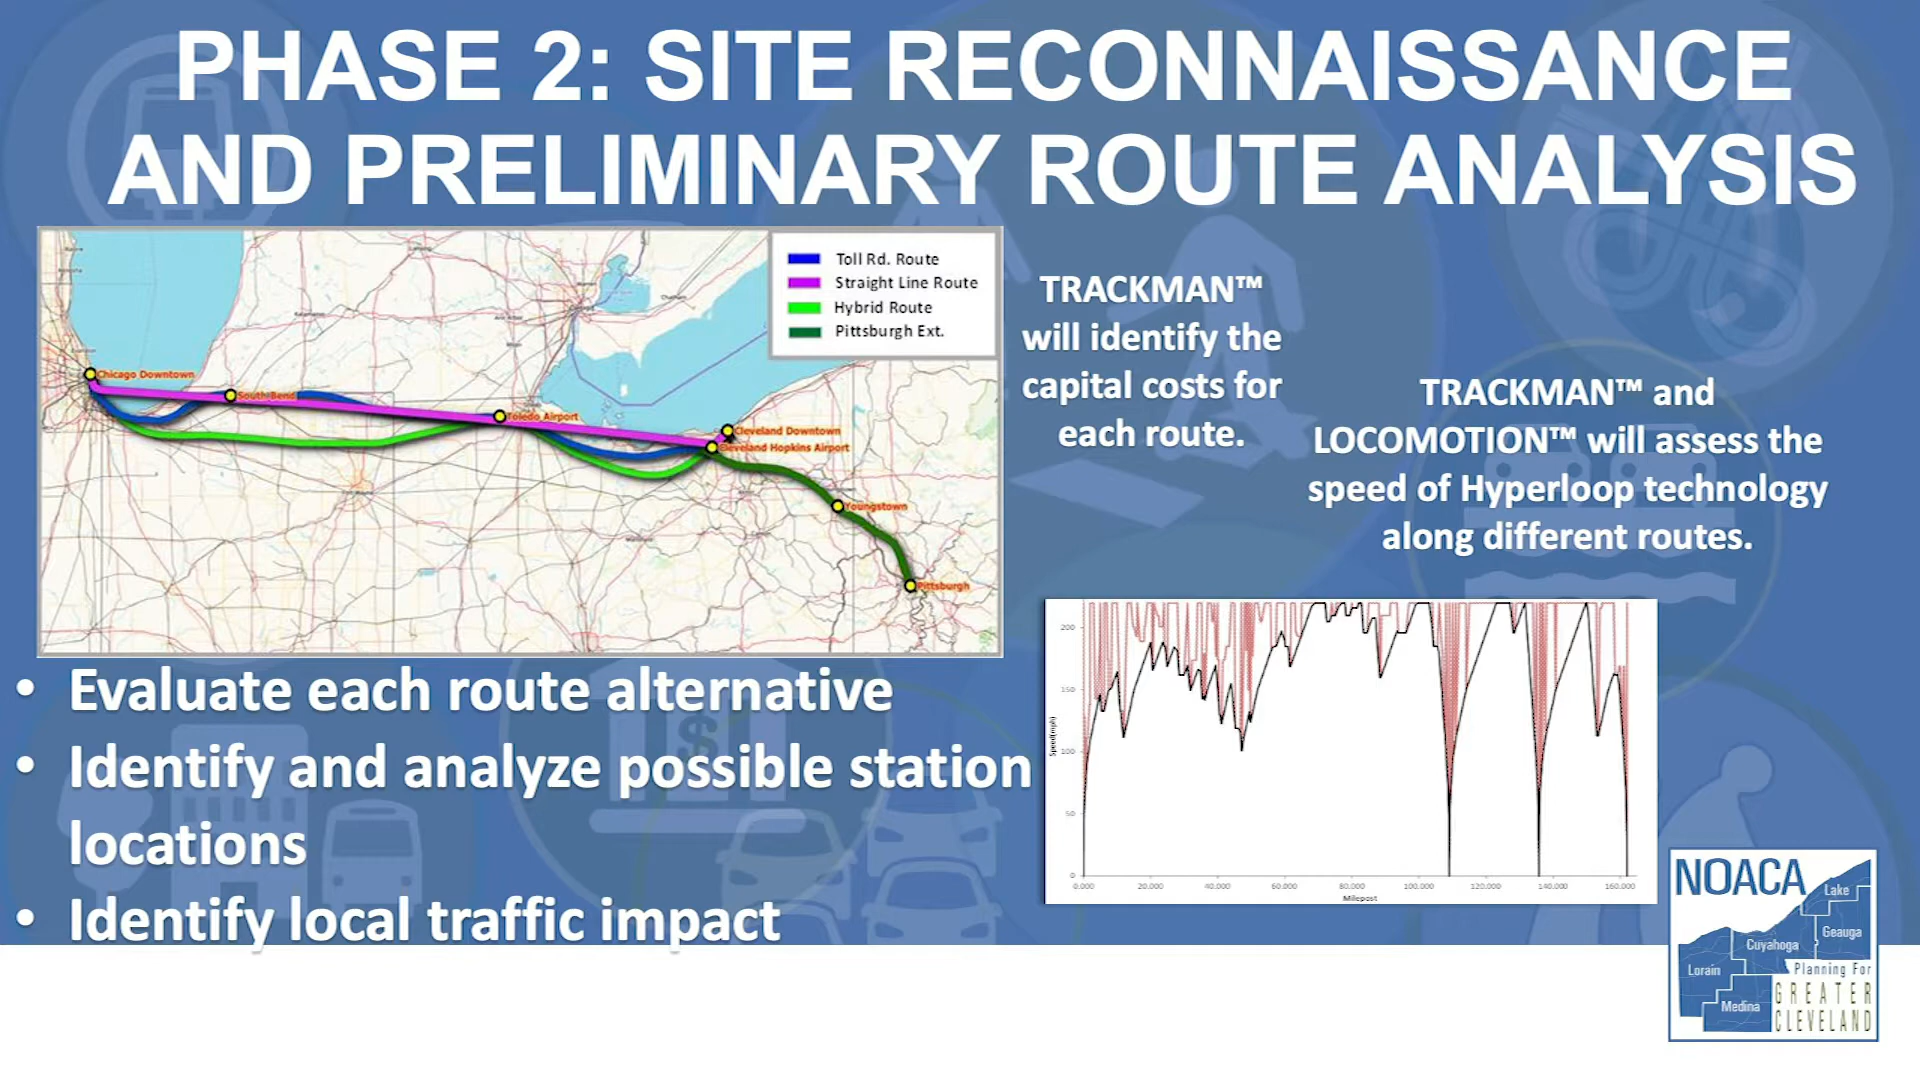 PHASE 2: SITE RECONNAISSANCE
AND PRELIMINARY ROUTE ANALYSIS
Toll Rd. Route
Straight Line Route
Hybrid Route
Pittsburgh Ext.
Chicago Downtown
South Bend
Toledo Airport
Cleveland Downtown
Cleveland Hopkins Airport
Youngstown
Pittsburgh
TRACKMAN™
will identify the
capital costs for
each route.
TRACKMAN™ and
LOCOMOTION™ will assess the
speed of Hyperloop technology
along different routes.
• Evaluate each route alternative
• Identify and analyze possible station
locations
• Identify local traffic impact
Speed(mph)
200
150
100
50
0
0.000 20.000 40.000 60.000 80.000 100.000 120.000 140.000 160.000
Milepost
NOACA
Lake
Geauga
Cuyahoga
Lorain
Medina
Planning For
GREATER
CLEVELAND